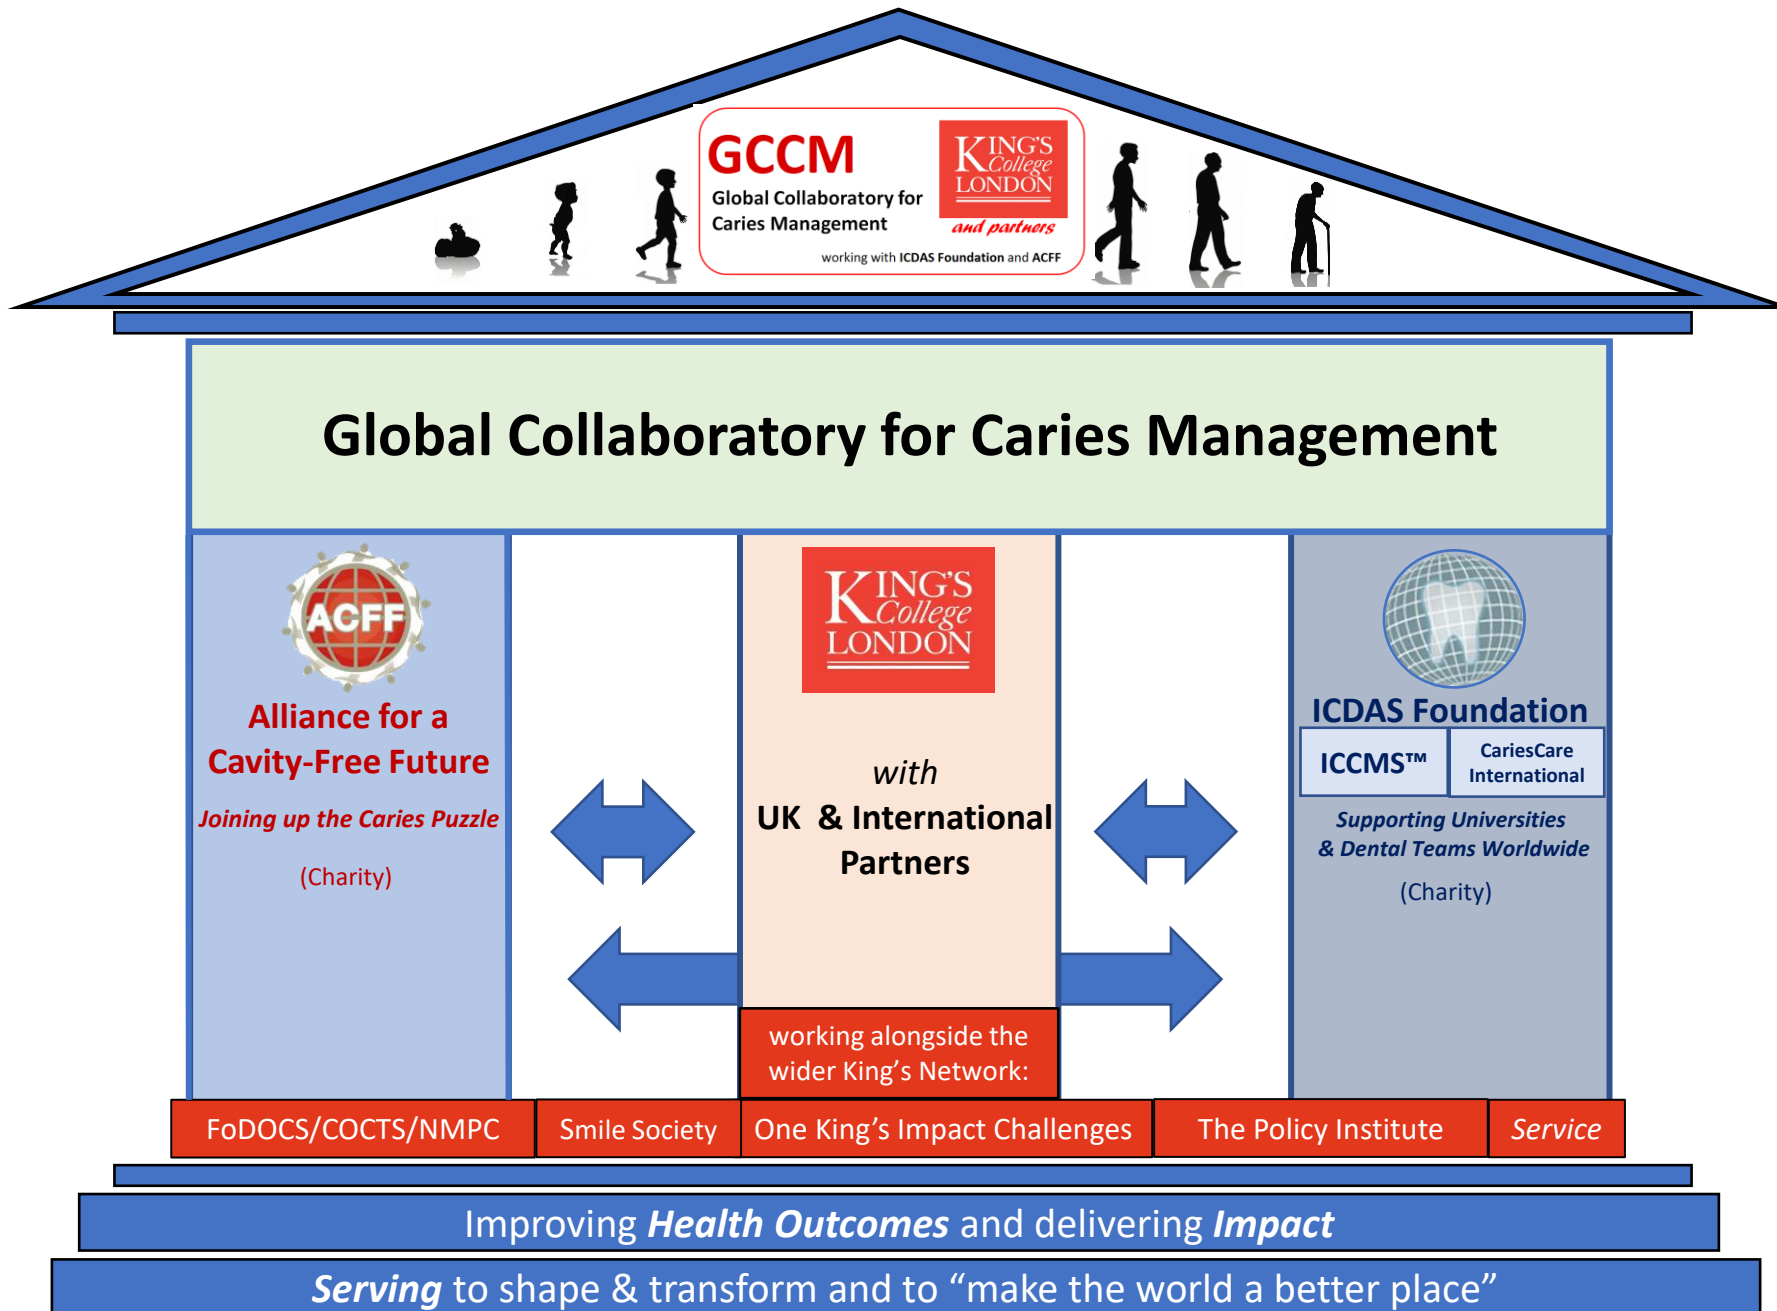 GCCM
Global Collaboratory for
Caries Management
KING'S
College
LONDON
and partners
working with ICDAS Foundation and ACFF
Global Collaboratory for Caries Management
ACFF
Alliance for a
Cavity-Free Future
Joining up the Caries Puzzle
(Charity)
KING'S
College
LONDON
with
UK & International
Partners
working alongside the
wider King’s Network:
ICDAS Foundation
ICCMS™
CariesCare
International
Supporting Universities
& Dental Teams Worldwide
(Charity)
FoDOCS/COCTS/NMPC
Smile Society
One King’s Impact Challenges
The Policy Institute
Service
Improving Health Outcomes and delivering Impact
Serving to shape & transform and to “make the world a better place”